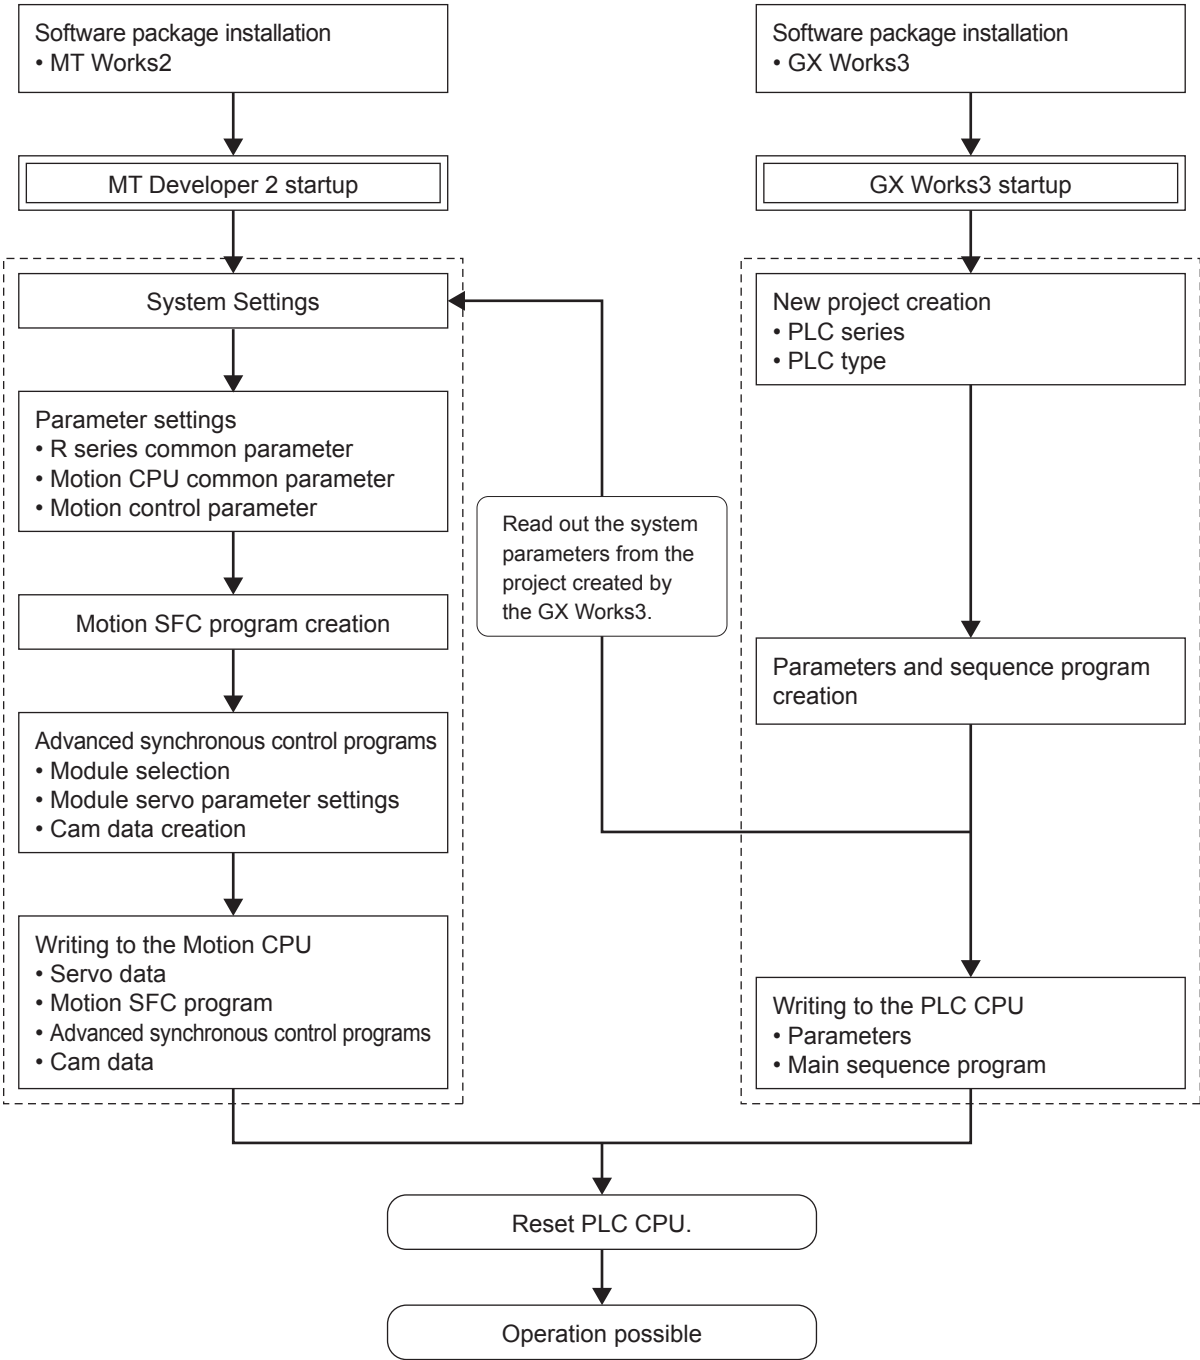 Software package installation
• MT Works2
MT Developer 2 startup
System Settings
Parameter settings
• R series common parameter
• Motion CPU common parameter
• Motion control parameter
Motion SFC program creation
Advanced synchronous control programs
• Module selection
• Module servo parameter settings
• Cam data creation
Writing to the Motion CPU
• Servo data
• Motion SFC program
• Advanced synchronous control programs
• Cam data
Read out the system
parameters from the
project created by
the GX Works3.
Software package installation
• GX Works3
GX Works3 startup
New project creation
• PLC series
• PLC type
Parameters and sequence program
creation
Writing to the PLC CPU
• Parameters
• Main sequence program
Reset PLC CPU.
Operation possible